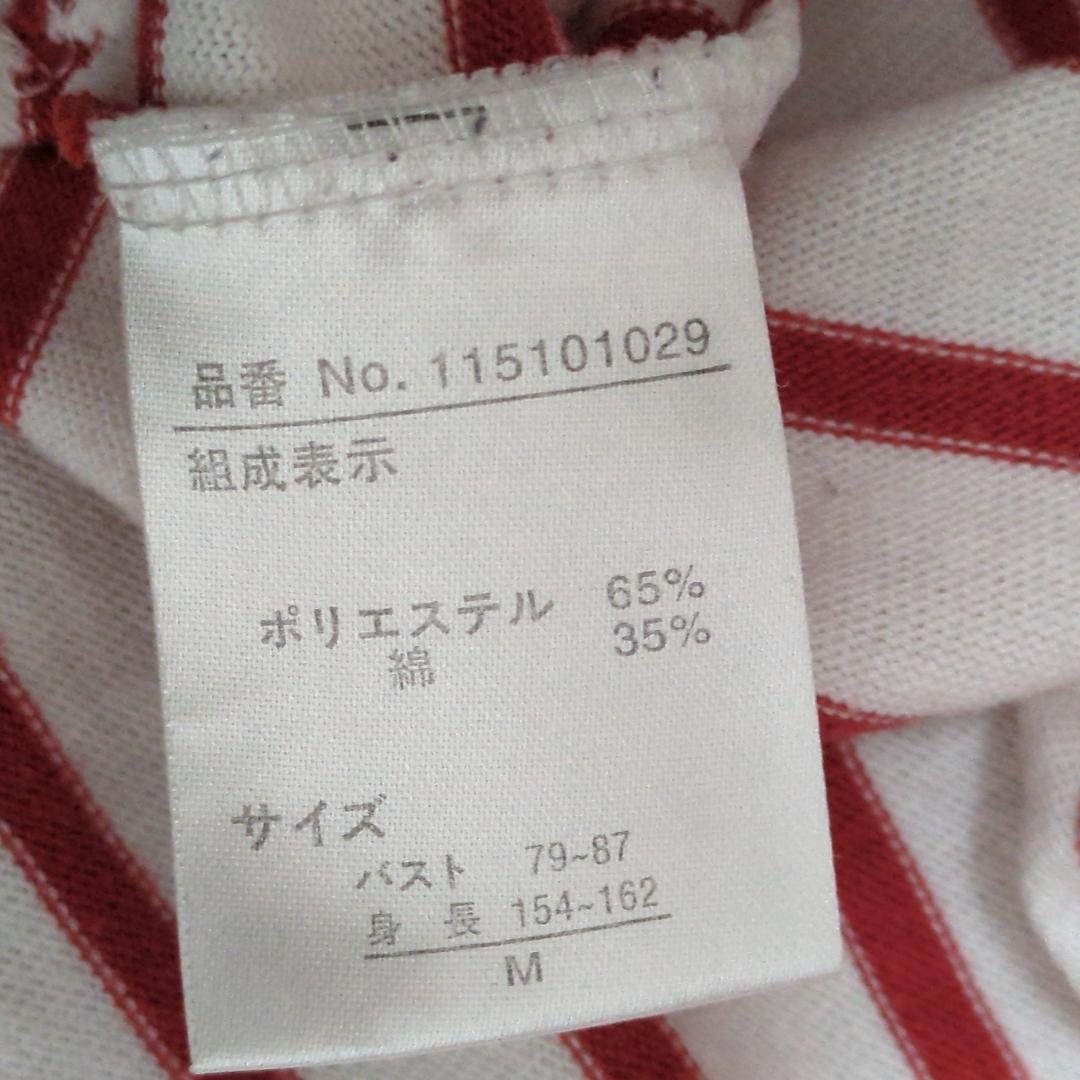 品番 No. 115101029
組成表示
ポリエステル 65%
綿 35%
サイズ
バスト 79~87
身 長 154~162
M